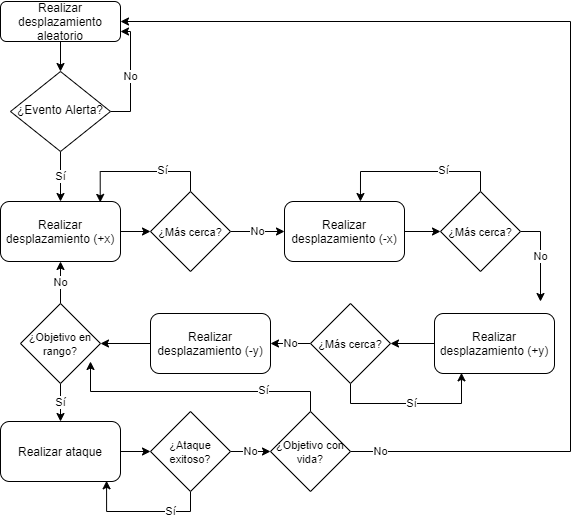 Realizar
desplazamiento
aleatorio
No
¿Evento Alerta?
Sí
Sí
Sí
Realizar
desplazamiento (+x)
¿Más cerca?
No
Realizar
desplazamiento (-x)
¿Más cerca?
No
No
¿Objetivo en
rango?
Realizar
desplazamiento (-y)
No
¿Más cerca?
Realizar
desplazamiento (+y)
Sí
Sí
Sí
Realizar ataque
¿Ataque
exitoso?
No
¿Objetivo con
vida?
No
Sí